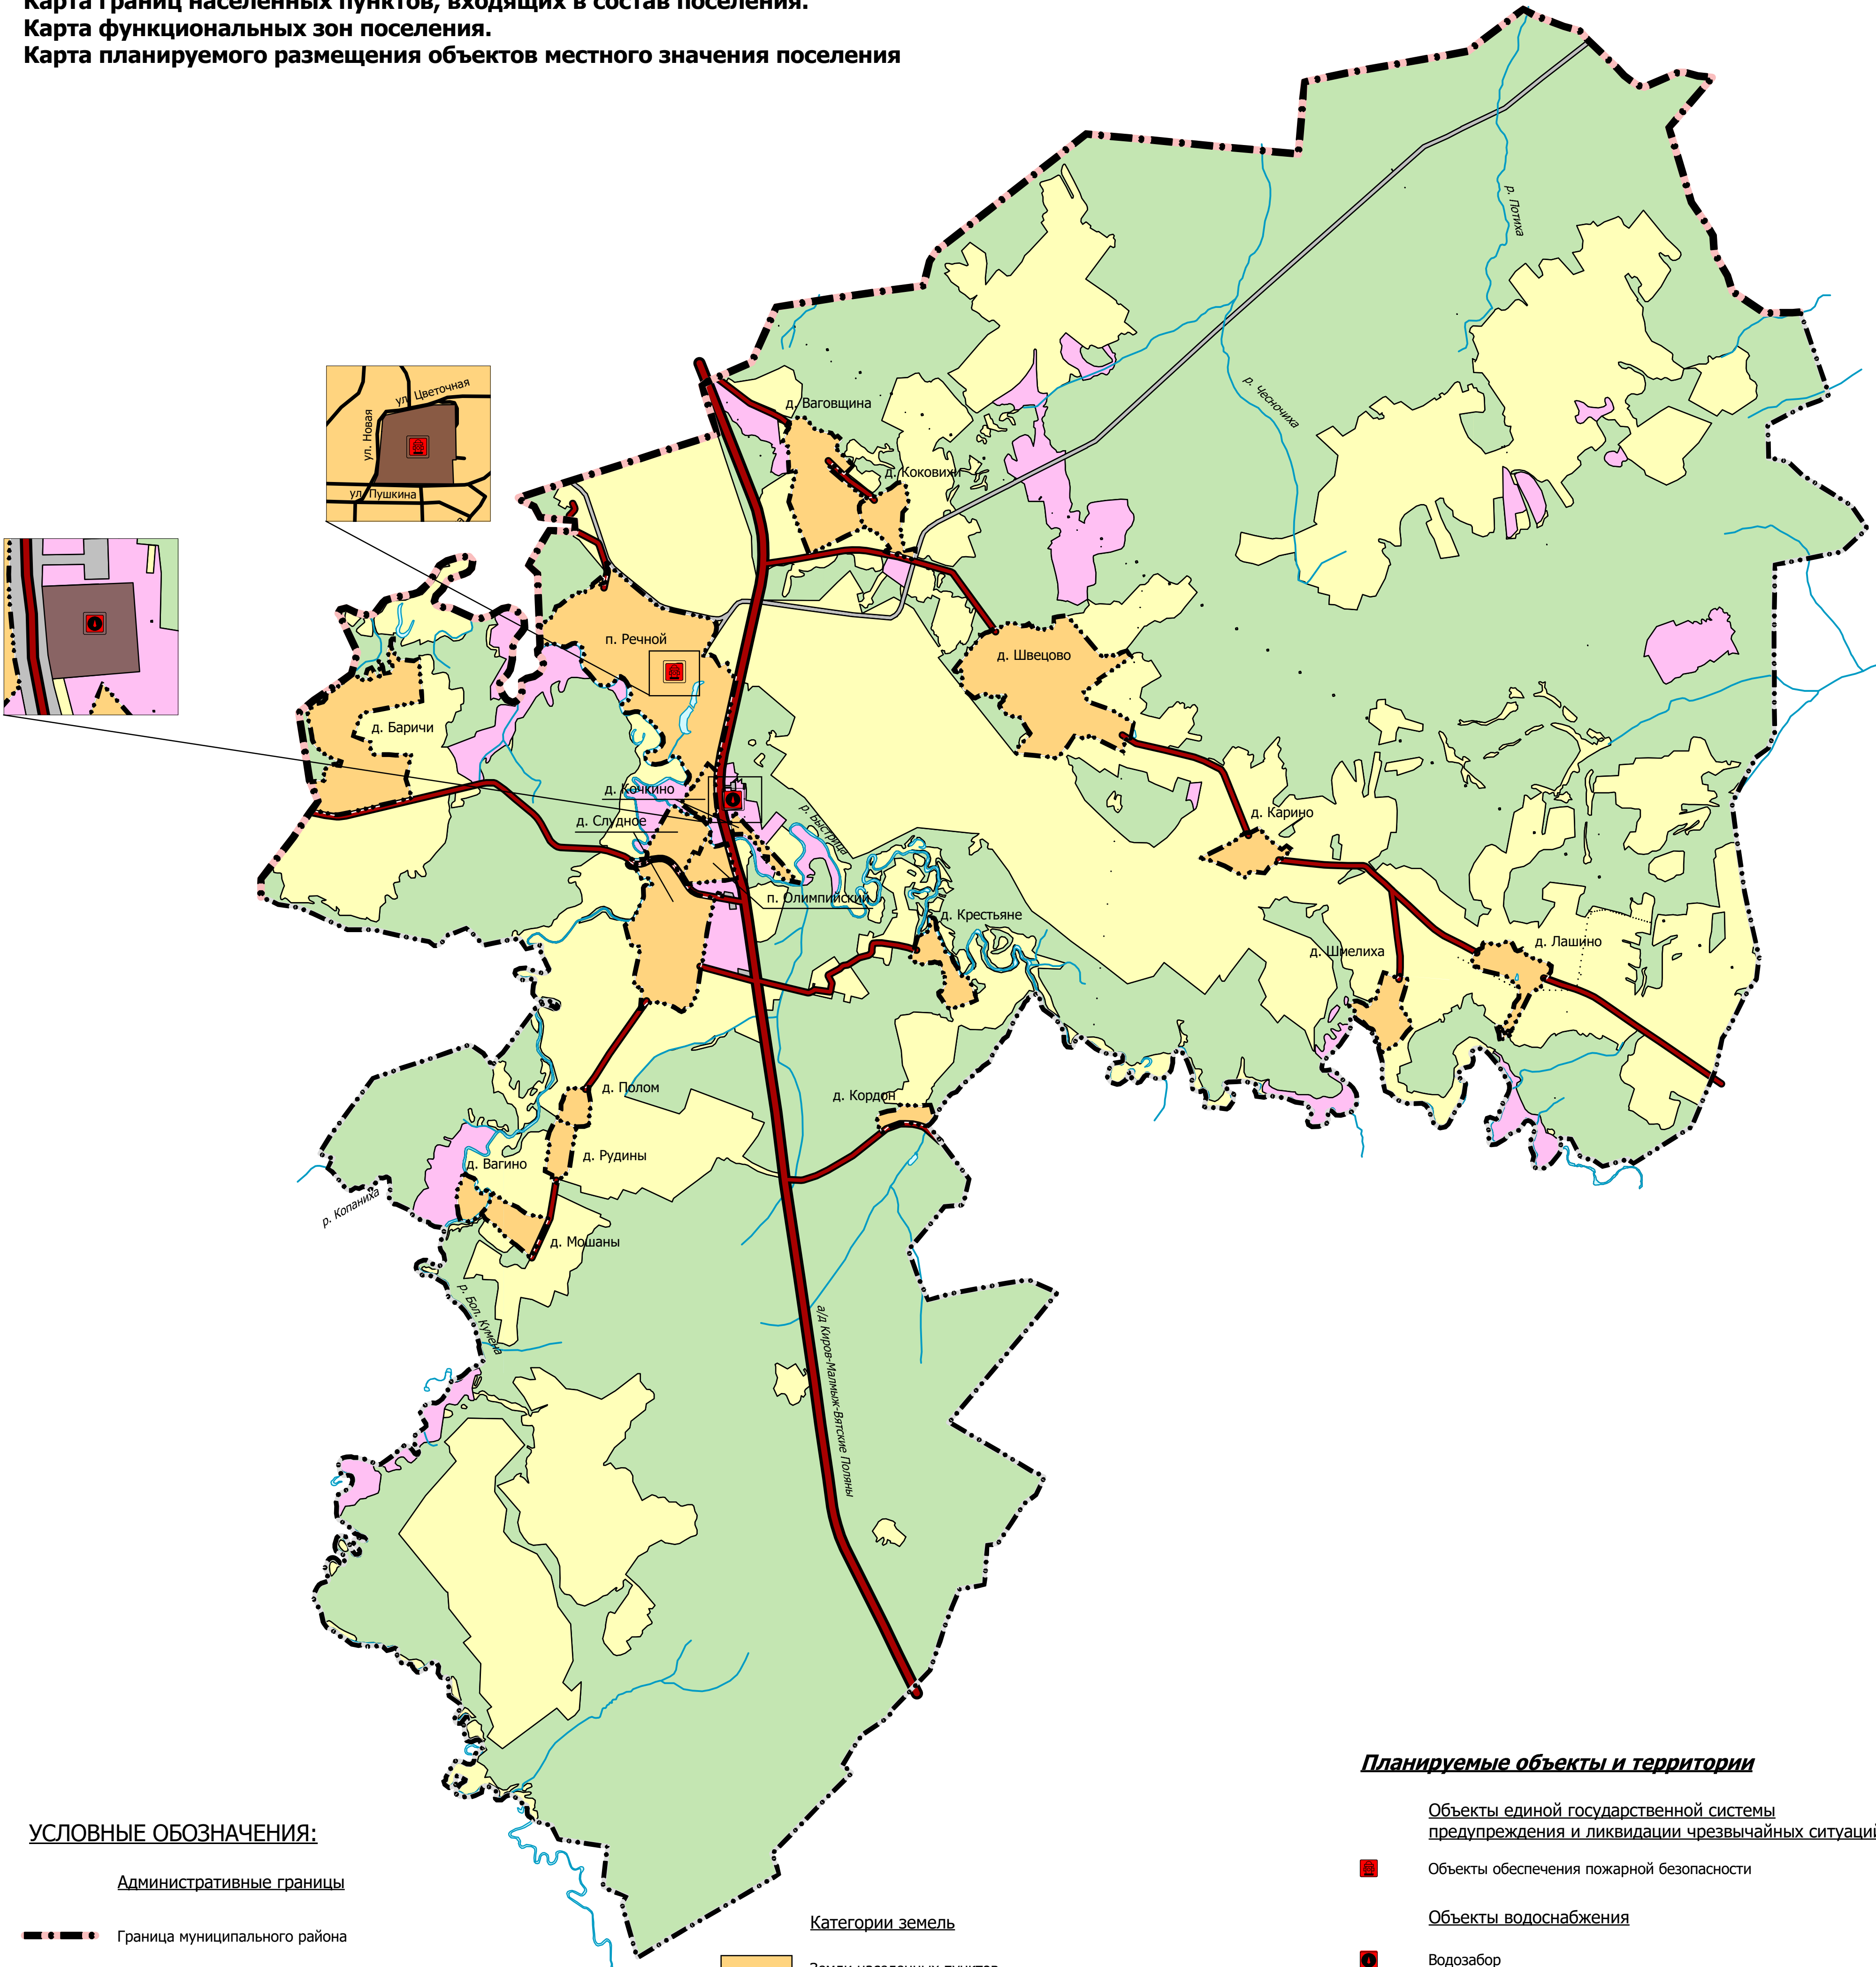 Карта границ населенных пунктов, входящих в состав поселения.
Карта функциональных зон поселения.
Карта планируемого размещения объектов местного значения поселения
р. Потиха
р. Чесночиха
ул. Цветочная
ул. Новая
ул. Пушкина
д. Ваговщина
д. Коковихи
п. Речной
д. Швецово
д. Баричи
д. Кочкино
д. Слудное
р. Быстрица
д. Карино
п. Олимпийский
д. Крестьяне
д. Шиелиха
д. Лашино
д. Полом
д. Кордон
д. Рудины
д. Вагино
р. Копаниха
д. Мошаны
р. Бол. Кумена
а/д Киров-Малмыж-Вятские Поляны
УСЛОВНЫЕ ОБОЗНАЧЕНИЯ:
Административные границы
Граница муниципального района
Категории земель
Земли населенных пунктов
Планируемые объекты и территории
Объекты единой государственной системы
предупреждения и ликвидации чрезвычайных ситуаций
Объекты обеспечения пожарной безопасности
Объекты водоснабжения
Водозабор